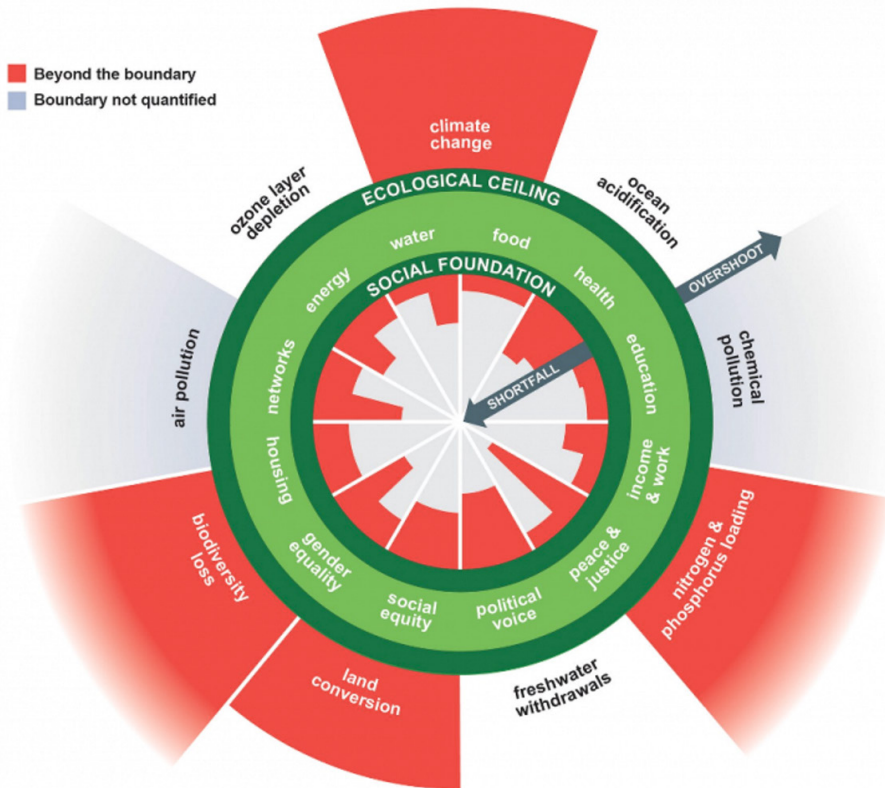 Beyond the boundary
Boundary not quantified
climate
change
ECOLOGICAL CEILING
ozone layer
depletion
ocean
acidification
water
food
SOCIAL FOUNDATION
energy
health
OVERSHOOT
networks
education
SHORTFALL
air pollution
chemical
pollution
housing
income
& work
biodiversity
loss
gender
equality
peace &
justice
nitrogen &
phosphorus loading
social
equity
political
voice
land
conversion
freshwater
withdrawals